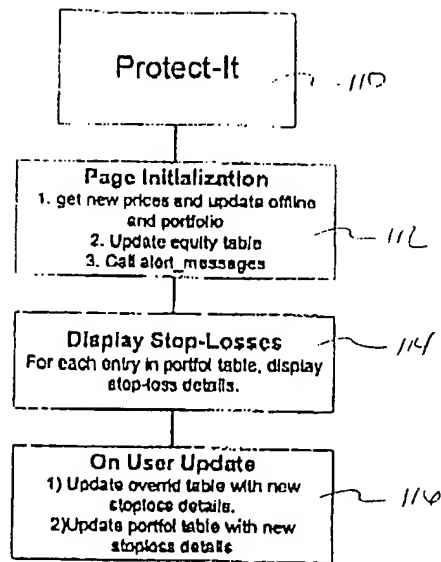 Protect-It
110
Page Initialization
1. get new prices and update offline
and portfolio
2. Update equity table
3. Call alert_messages
112
Display Stop-Losses
For each entry in portfol table, display
stop-loss details.
114
On User Update
1) Update overrid table with new
stoploss details.
2)Update portfol table with new
stoploss details
116